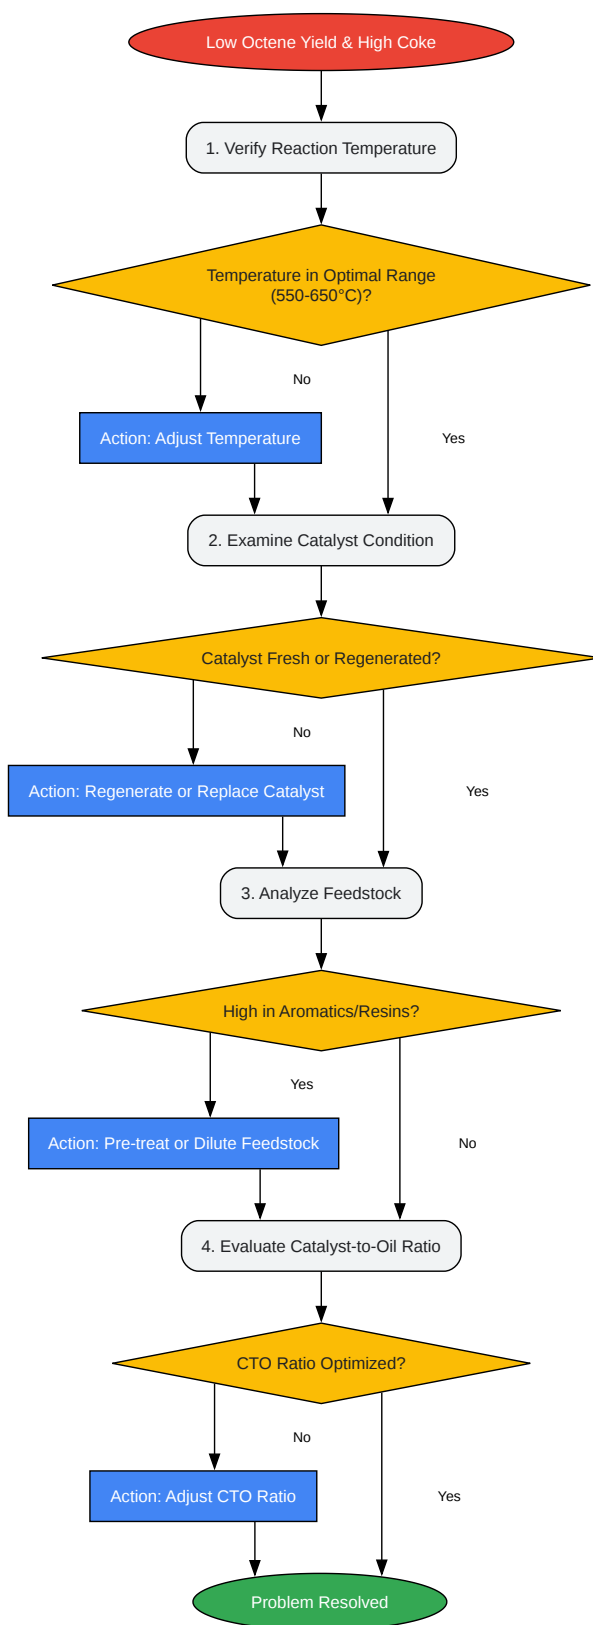 Low Octene Yield & High Coke
1. Verify Reaction Temperature
Temperature in Optimal Range
(550-650°C)?
No
Action: Adjust Temperature
Yes
2. Examine Catalyst Condition
Catalyst Fresh or Regenerated?
No
Action: Regenerate or Replace Catalyst
Yes
3. Analyze Feedstock
High in Aromatics/Resins?
Yes
Action: Pre-treat or Dilute Feedstock
No
4. Evaluate Catalyst-to-Oil Ratio
CTO Ratio Optimized?
No
Action: Adjust CTO Ratio
Yes
Problem Resolved